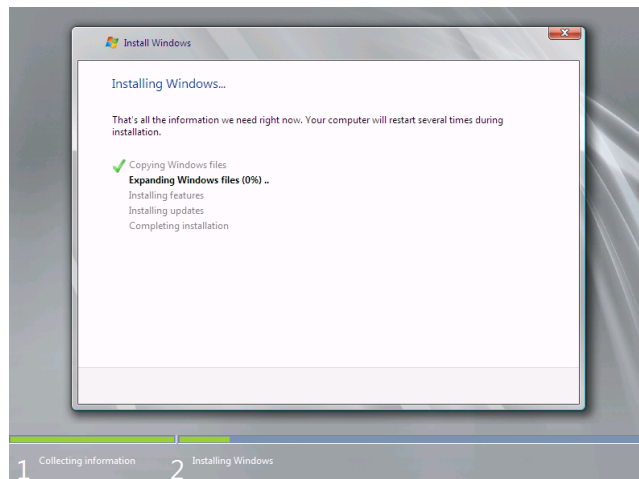 Install Windows
Installing Windows...
That's all the information we need right now. Your computer will restart several times during
installation.
Copying Windows files
Expanding Windows files (0%) ..
Installing features
Installing updates
Completing installation
1 Collecting information
2 Installing Windows